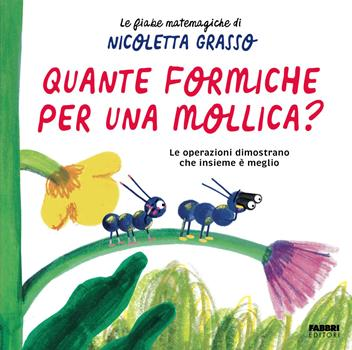 Le fiabe matemagiche di
NICOLETTA GRASSO
QUANTE FORMICHE
PER UNA MOLLICA?
Le operazioni dimostrano
che insieme è meglio
FABBRI
EDITORI